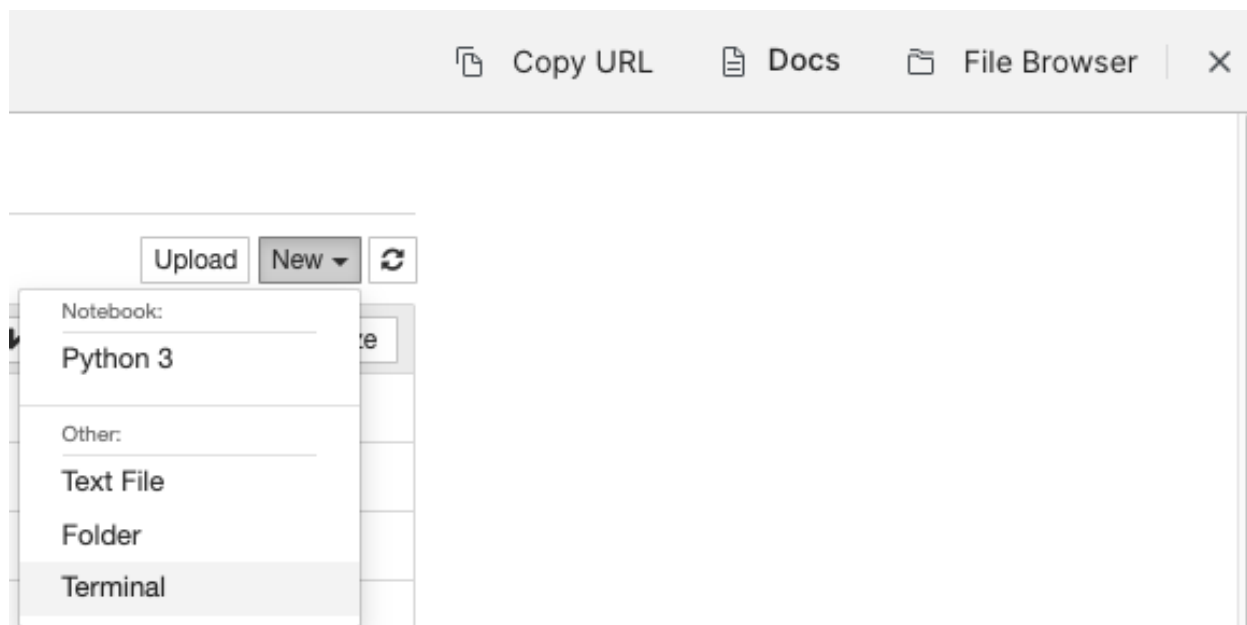 Copy URL Docs File Browser
Upload New
Notebook:
Python 3
Other:
Text File
Folder
Terminal